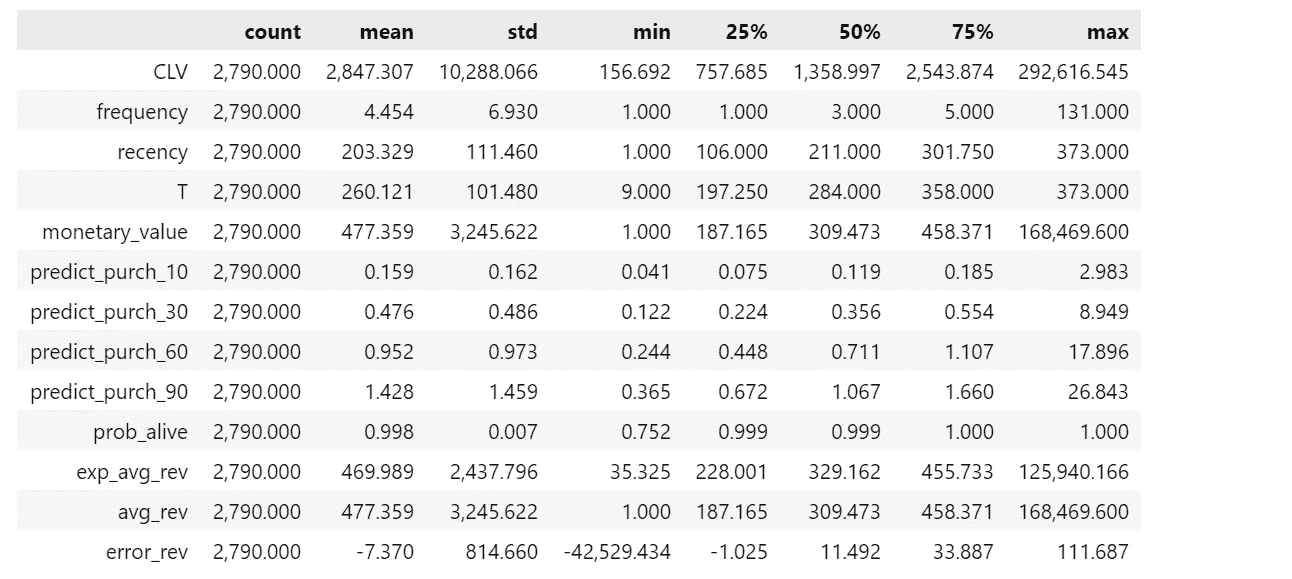 count mean std min 25% 50% 75% max
CLV 2,790.000 2,847.307 10,288.066 156.692 757.685 1,358.997 2,543.874 292,616.545
frequency 2,790.000 4.454 6.930 1.000 1.000 3.000 5.000 131.000
recency 2,790.000 203.329 111.460 1.000 106.000 211.000 301.750 373.000
T 2,790.000 260.121 101.480 9.000 197.250 284.000 358.000 373.000
monetary_value 2,790.000 477.359 3,245.622 1.000 187.165 309.473 458.371 168,469.600
predict_purch_10 2,790.000 0.159 0.162 0.041 0.075 0.119 0.185 2.983
predict_purch_30 2,790.000 0.476 0.486 0.122 0.224 0.356 0.554 8.949
predict_purch_60 2,790.000 0.952 0.973 0.244 0.448 0.711 1.107 17.896
predict_purch_90 2,790.000 1.428 1.459 0.365 0.672 1.067 1.660 26.843
prob_alive 2,790.000 0.998 0.007 0.752 0.999 0.999 1.000 1.000
exp_avg_rev 2,790.000 469.989 2,437.796 35.325 228.001 329.162 455.733 125,940.166
avg_rev 2,790.000 477.359 3,245.622 1.000 187.165 309.473 458.371 168,469.600
error_rev 2,790.000 -7.370 814.660 -42,529.434 -1.025 11.492 33.887 111.687